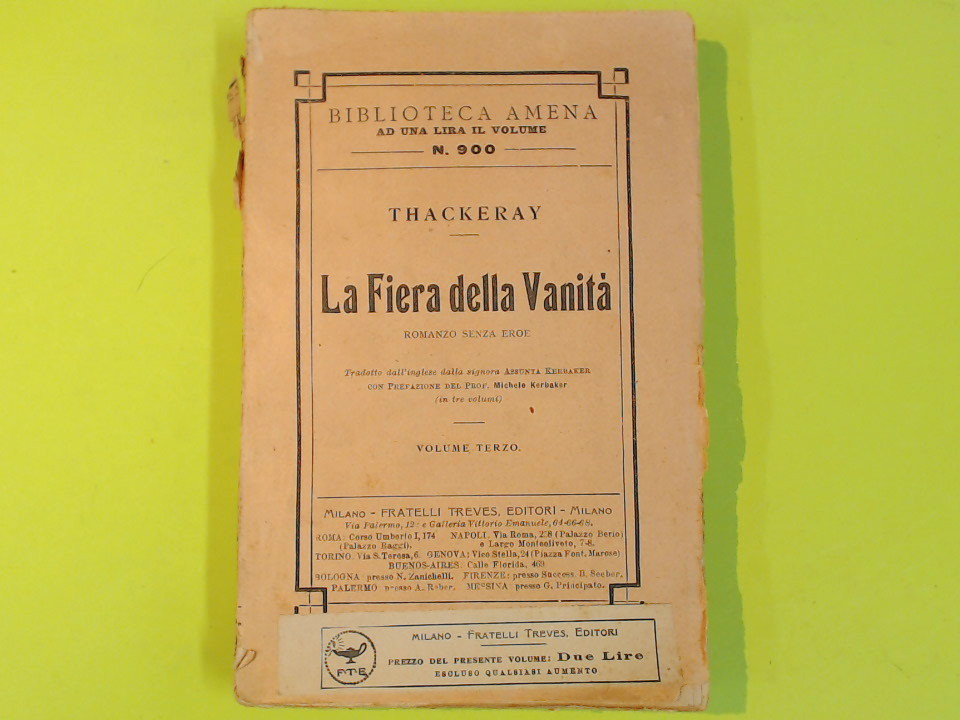 BIBLIOTECA AMENA
AD UNA LIRA IL VOLUME
N. 900
THACKERAY
La Fiera della Vanità
ROMANZO SENZA EROE
Tradotto dall'inglese dalla signora ASSUNTA KERBAKER
CON PREFAZIONE DEL PROF. Michele Kerbaker
(in tre volumi)
VOLUME TERZO.
MILANO - FRATELLI TREVES, EDITORI - MILANO
Via Palermo, 12: e Galleria Vittorio Emanuele, 64-66-68.
ROMA: Corso Umberto I, 174 NAPOLI: Via Roma, (Palazzo Berio)
(Palazzo Raggi). e Largo Monteoliveto, 7-8.
TORINO: Via S. Teresa, 6. GENOVA: Vico Stella, 24 (Piazza Font. Marose)
BUENOS-AIRES: Calle Florida, 469.
BOLOGNA: presso N. Zanichelli. FIRENZE: presso Success. B. Seeber.
PALERMO: presso A. Reber. MESSINA: presso G. Principato.
MILANO - FRATELLI TREVES, EDITORI
PREZZO DEL PRESENTE VOLUME: Due Lire
ESCLUSO QUALSIASI AUMENTO
F·T·E